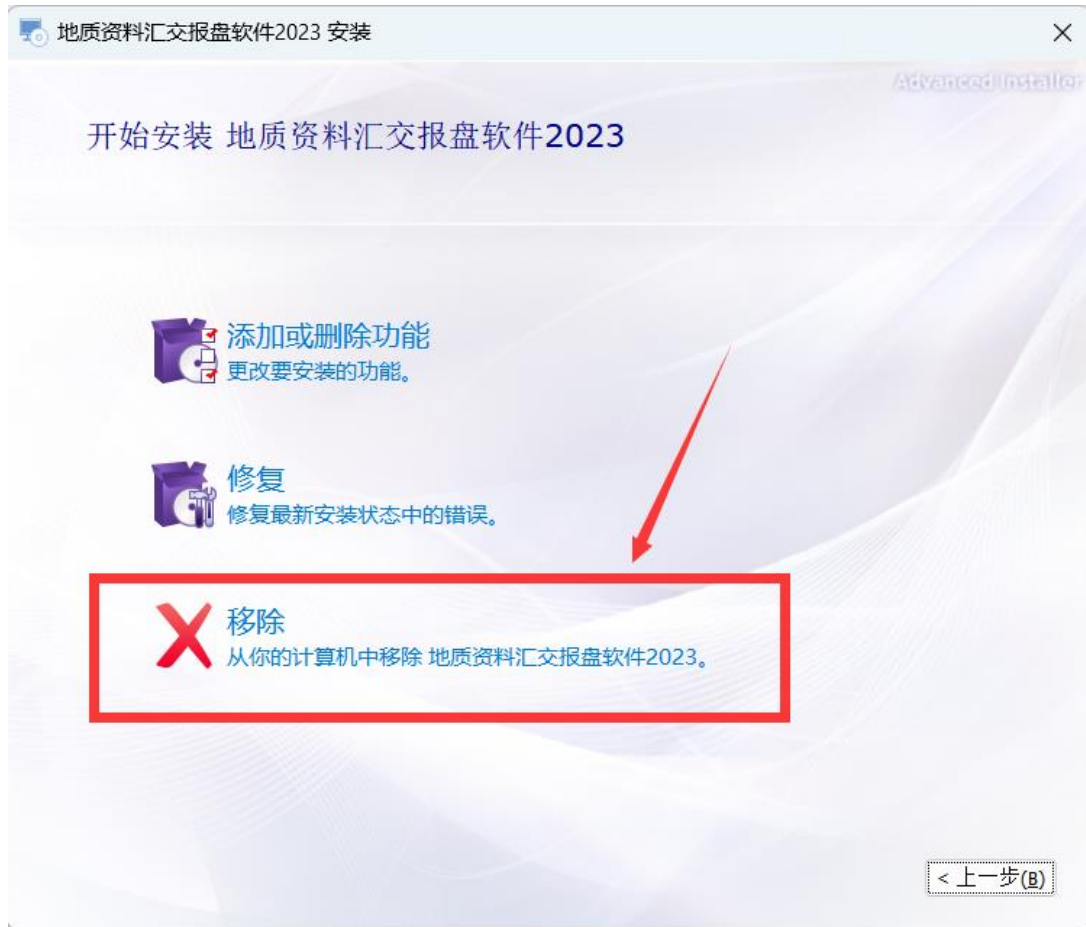 地质资料汇交报盘软件2023 安装
Advanced Installer
开始安装 地质资料汇交报盘软件2023
添加或删除功能
更改要安装的功能。
修复
修复最新安装状态中的错误。
移除
从你的计算机中移除 地质资料汇交报盘软件2023。
< 上一步(B)